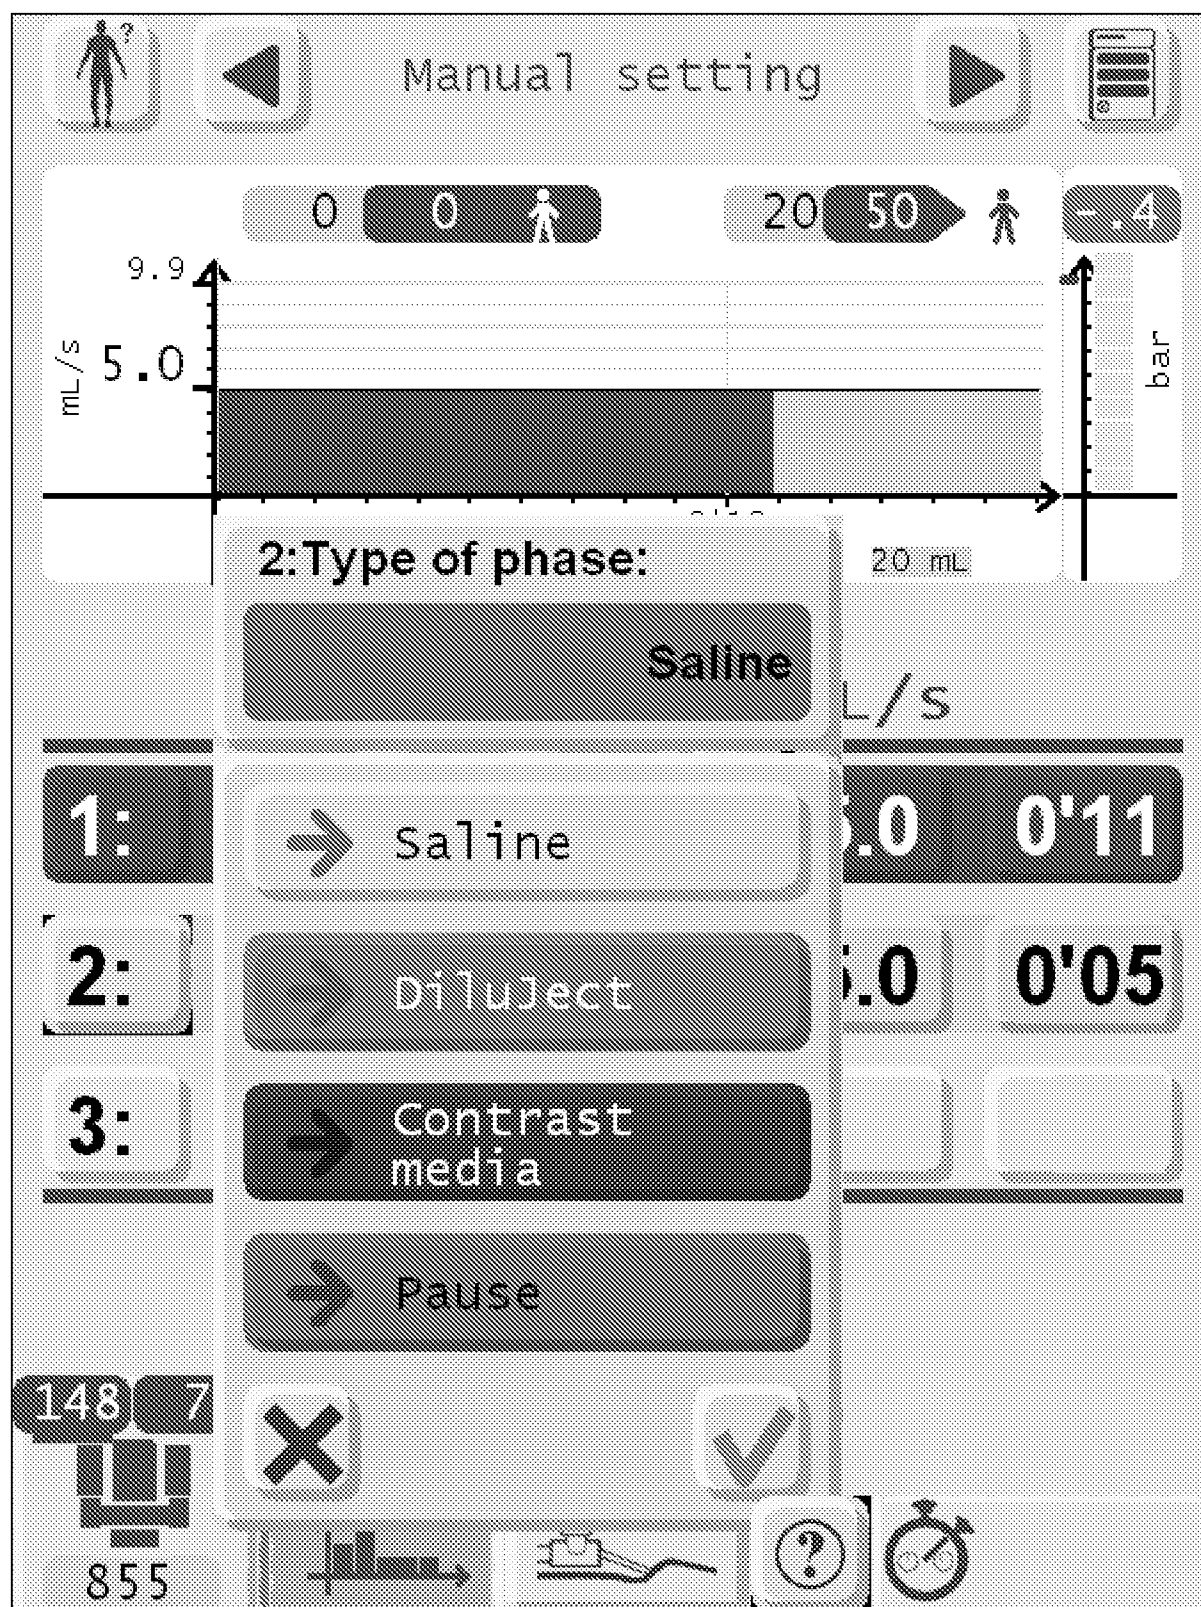 ?
Manual setting
0 0 20 50 -.4
9.9
mL/s
5.0
bar
2:Type of phase:
20 mL
Saline
L/s
1: .0 0'11
Saline
2: .0 0'05
DiluJect
3:
Contrast
media
Pause
148 7
855
?